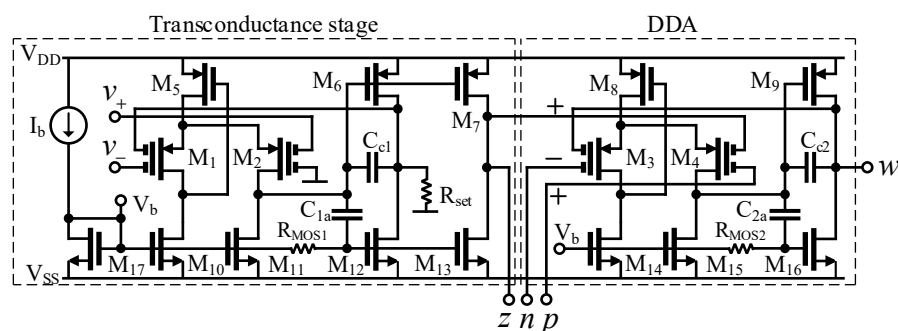 Transconductance stage DDA
V_DD
M_5 M_6 M_8 M_9
v_+ + M_7
I_b
v_− M_1 M_2 C_c1 − M_3 M_4 C_c2 w
V_b C_1a R_set + C_2a
R_MOS1 V_b R_MOS2
M_17 M_10 M_11 M_12 M_13 M_14 M_15 M_16
V_SS
z n p